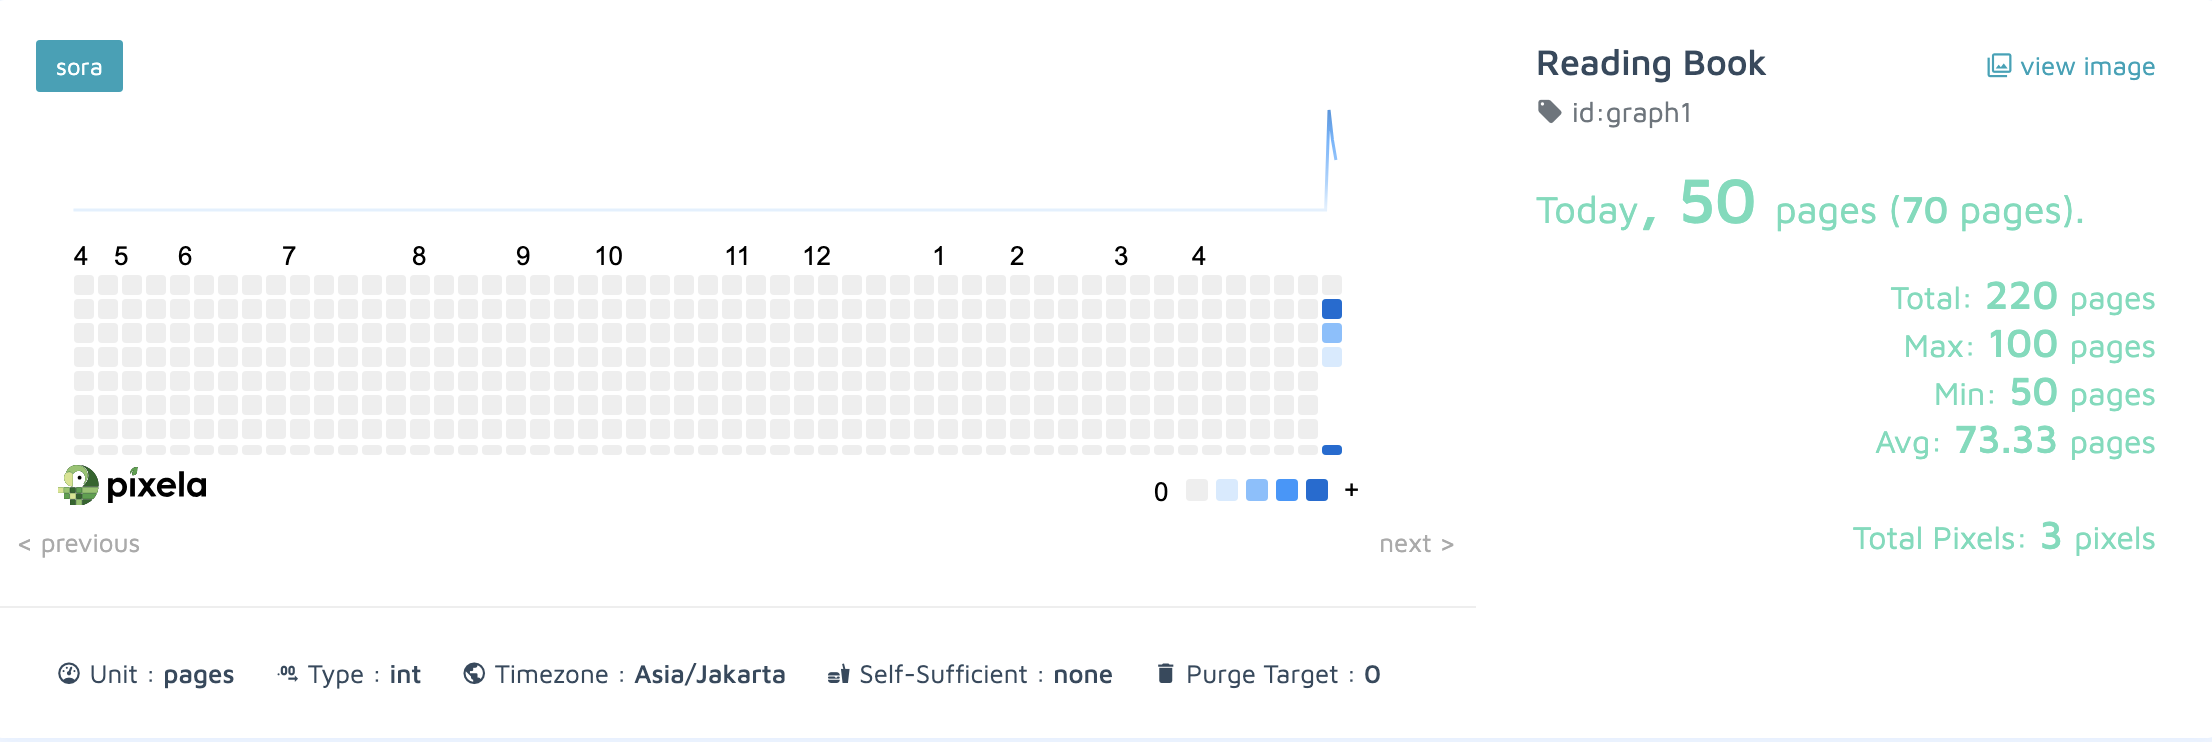 sora
4 5 6 7 8 9 10 11 12 1 2 3 4
pixela
0 +
< previous
next >
Unit : pages
.00 Type : int
Timezone : Asia/Jakarta
Self-Sufficient : none
Purge Target : 0
Reading Book
view image
id:graph1
Today, 50 pages (70 pages).
Total: 220 pages
Max: 100 pages
Min: 50 pages
Avg: 73.33 pages
Total Pixels: 3 pixels